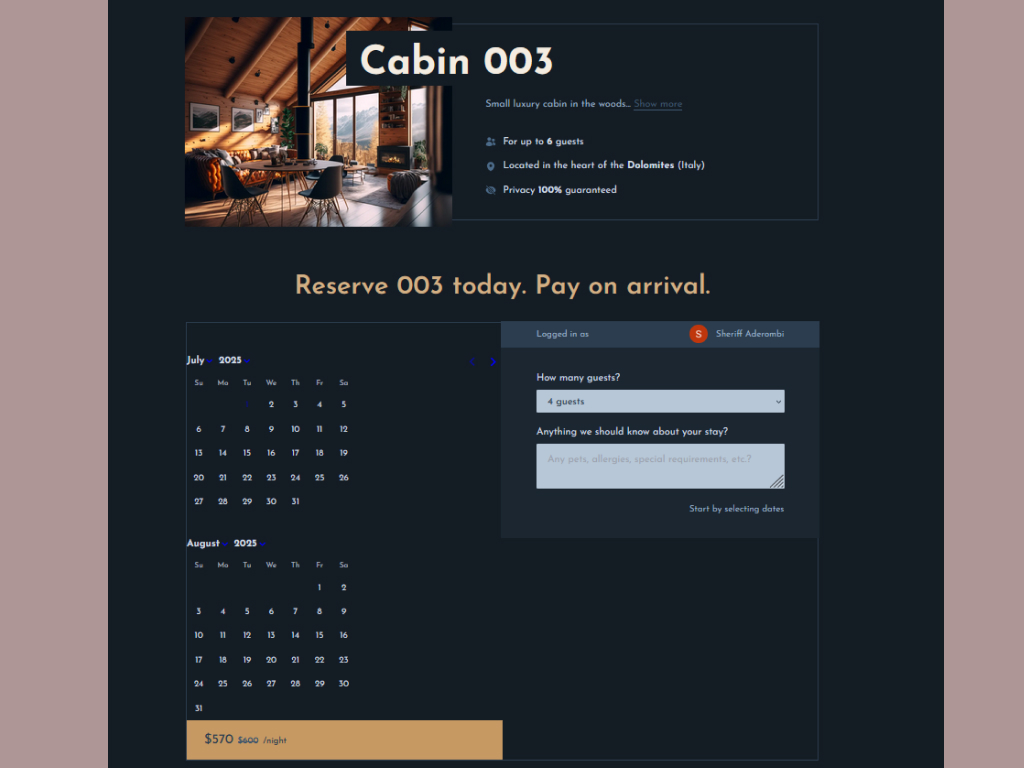 Cabin 003
Small luxury cabin in the woods... Show more
For up to 6 guests
Located in the heart of the Dolomites (Italy)
Privacy 100% guaranteed
Reserve 003 today. Pay on arrival.
July 2025
Su Mo Tu We Th Fr Sa
2 3 4 5
6 7 8 9 10 11 12
13 14 15 16 17 18 19
20 21 22 23 24 25 26
27 28 29 30 31
August 2025
Su Mo Tu We Th Fr Sa
1 2
3 4 5 6 7 8 9
10 11 12 13 14 15 16
17 18 19 20 21 22 23
24 25 26 27 28 29 30
31
$570 $600 /night
Logged in as S Sheriff Aderombi
How many guests?
4 guests
Anything we should know about your stay?
Any pets, allergies, special requirements, etc.?
Start by selecting dates